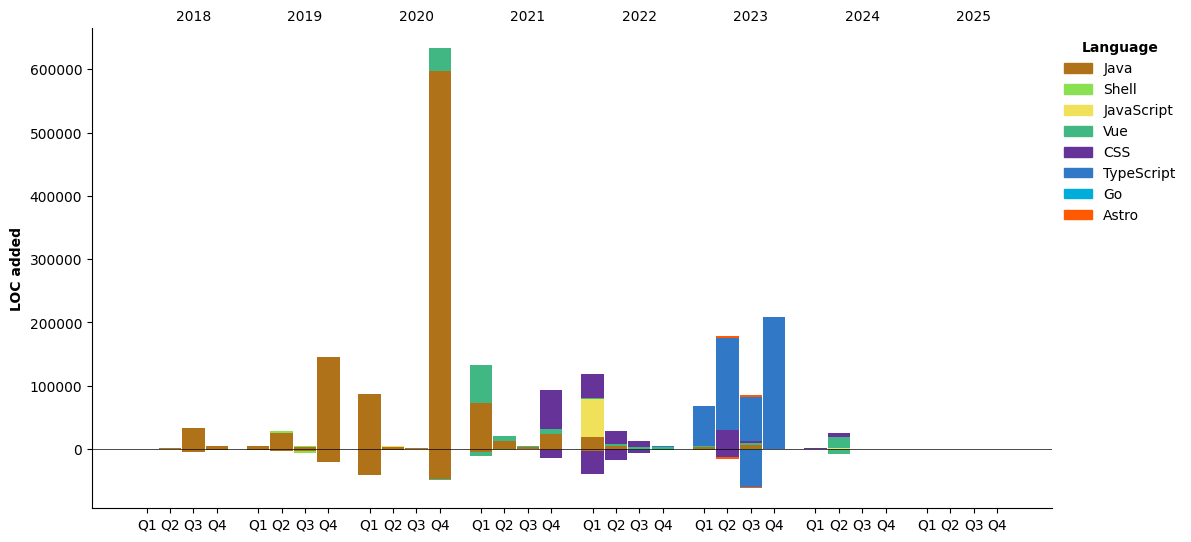 2018 2019 2020 2021 2022 2023 2024 2025
LOC added
600000
500000
400000
300000
200000
100000
0
Q1 Q2 Q3 Q4 Q1 Q2 Q3 Q4 Q1 Q2 Q3 Q4 Q1 Q2 Q3 Q4 Q1 Q2 Q3 Q4 Q1 Q2 Q3 Q4 Q1 Q2 Q3 Q4 Q1 Q2 Q3 Q4
Language
Java
Shell
JavaScript
Vue
CSS
TypeScript
Go
Astro